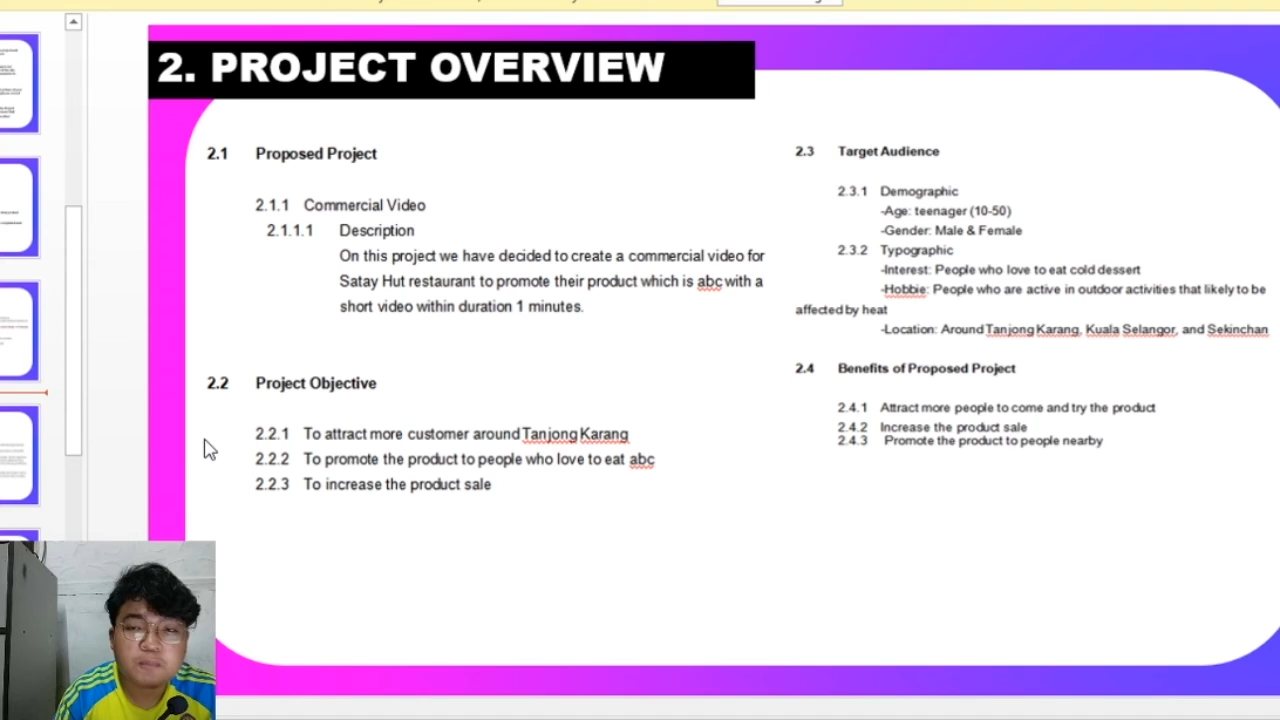 2. PROJECT OVERVIEW
2.1 Proposed Project
2.1.1 Commercial Video
2.1.1.1 Description
On this project we have decided to create a commercial video for
Satay Hut restaurant to promote their product which is abc with a
short video within duration 1 minutes.
2.2 Project Objective
2.2.1 To attract more customer around Tanjong Karang
2.2.2 To promote the product to people who love to eat abc
2.2.3 To increase the product sale
2.3 Target Audience
2.3.1 Demographic
-Age: teenager (10-50)
-Gender: Male & Female
2.3.2 Typographic
-Interest: People who love to eat cold dessert
-Hobbie: People who are active in outdoor activities that likely to be
affected by heat
-Location: Around Tanjong Karang, Kuala Selangor, and Sekinchan
2.4 Benefits of Proposed Project
2.4.1 Attract more people to come and try the product
2.4.2 Increase the product sale
2.4.3 Promote the product to people nearby